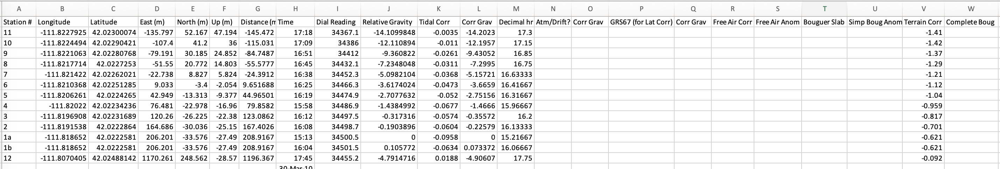 A B C D E F G H I J K L M N O P Q R S T U V W
Station # Longitude Latitude East (m) North (m) Up (m) Distance (m Time Dial Reading Relative Gravity Tidal Corr Corr Grav Decimal hr Atm/Drift? Corr Grav GRS67 (for Lat Corr) Corr Grav Free Air Corr Free Air Anom Bouguer Slab Simp Boug Anom Terrain Corr Complete Boug
11 -111.8227925 42.02300074 -135.797 52.167 47.194 -145.472 17:18 34367.1 -14.1099848 -0.0035 -14.2023 17.3 -1.41
10 -111.8224494 42.02290421 -107.4 41.2 36 -115.031 17:09 34386 -12.110894 -0.011 -12.1957 17.15 -1.42
9 -111.8221063 42.02280768 -79.191 30.185 24.852 -84.7487 16:51 34412 -9.360822 -0.0261 -9.43052 16.85 -1.37
8 -111.8217714 42.0227253 -51.55 20.772 14.803 -55.5777 16:45 34432.1 -7.2348048 -0.0311 -7.2995 16.75 -1.29
7 -111.821422 42.02262021 -22.738 8.827 5.824 -24.3912 16:38 34452.3 -5.0982104 -0.0368 -5.15721 16.63333 -1.21
6 -111.8210368 42.02251285 9.033 -3.4 -2.054 9.651688 16:25 34466.3 -3.6174024 -0.0473 -3.6659 16.41667 -1.12
5 -111.8206261 42.0224265 42.949 -13.313 -9.377 44.96501 16:19 34474.9 -2.7077632 -0.052 -2.75156 16.31667 -1.04
4 -111.82022 42.02234236 76.481 -22.978 -16.96 79.8582 15:58 34486.9 -1.4384992 -0.0677 -1.4666 15.96667 -0.959
3 -111.8196908 42.02231689 120.26 -26.225 -22.38 123.0862 16:12 34497.5 -0.317316 -0.0574 -0.35572 16.2 -0.817
2 -111.8191538 42.0222864 164.686 -30.036 -25.15 167.4026 16:08 34498.7 -0.1903896 -0.0604 -0.22579 16.13333 -0.701
1a -111.818652 42.0222581 206.201 -33.576 -27.49 208.9167 15:13 34500.5 0 -0.0958 0 15.21667 -0.621
1b -111.818652 42.0222581 206.201 -33.576 -27.49 208.9167 16:04 34501.5 0.105772 -0.0634 0.073372 16.06667 -0.621
12 -111.8070405 42.02488142 1170.261 248.562 -28.57 1196.367 17:45 34455.2 -4.7914716 0.0188 -4.90607 17.75 -0.092
30-Mar-10